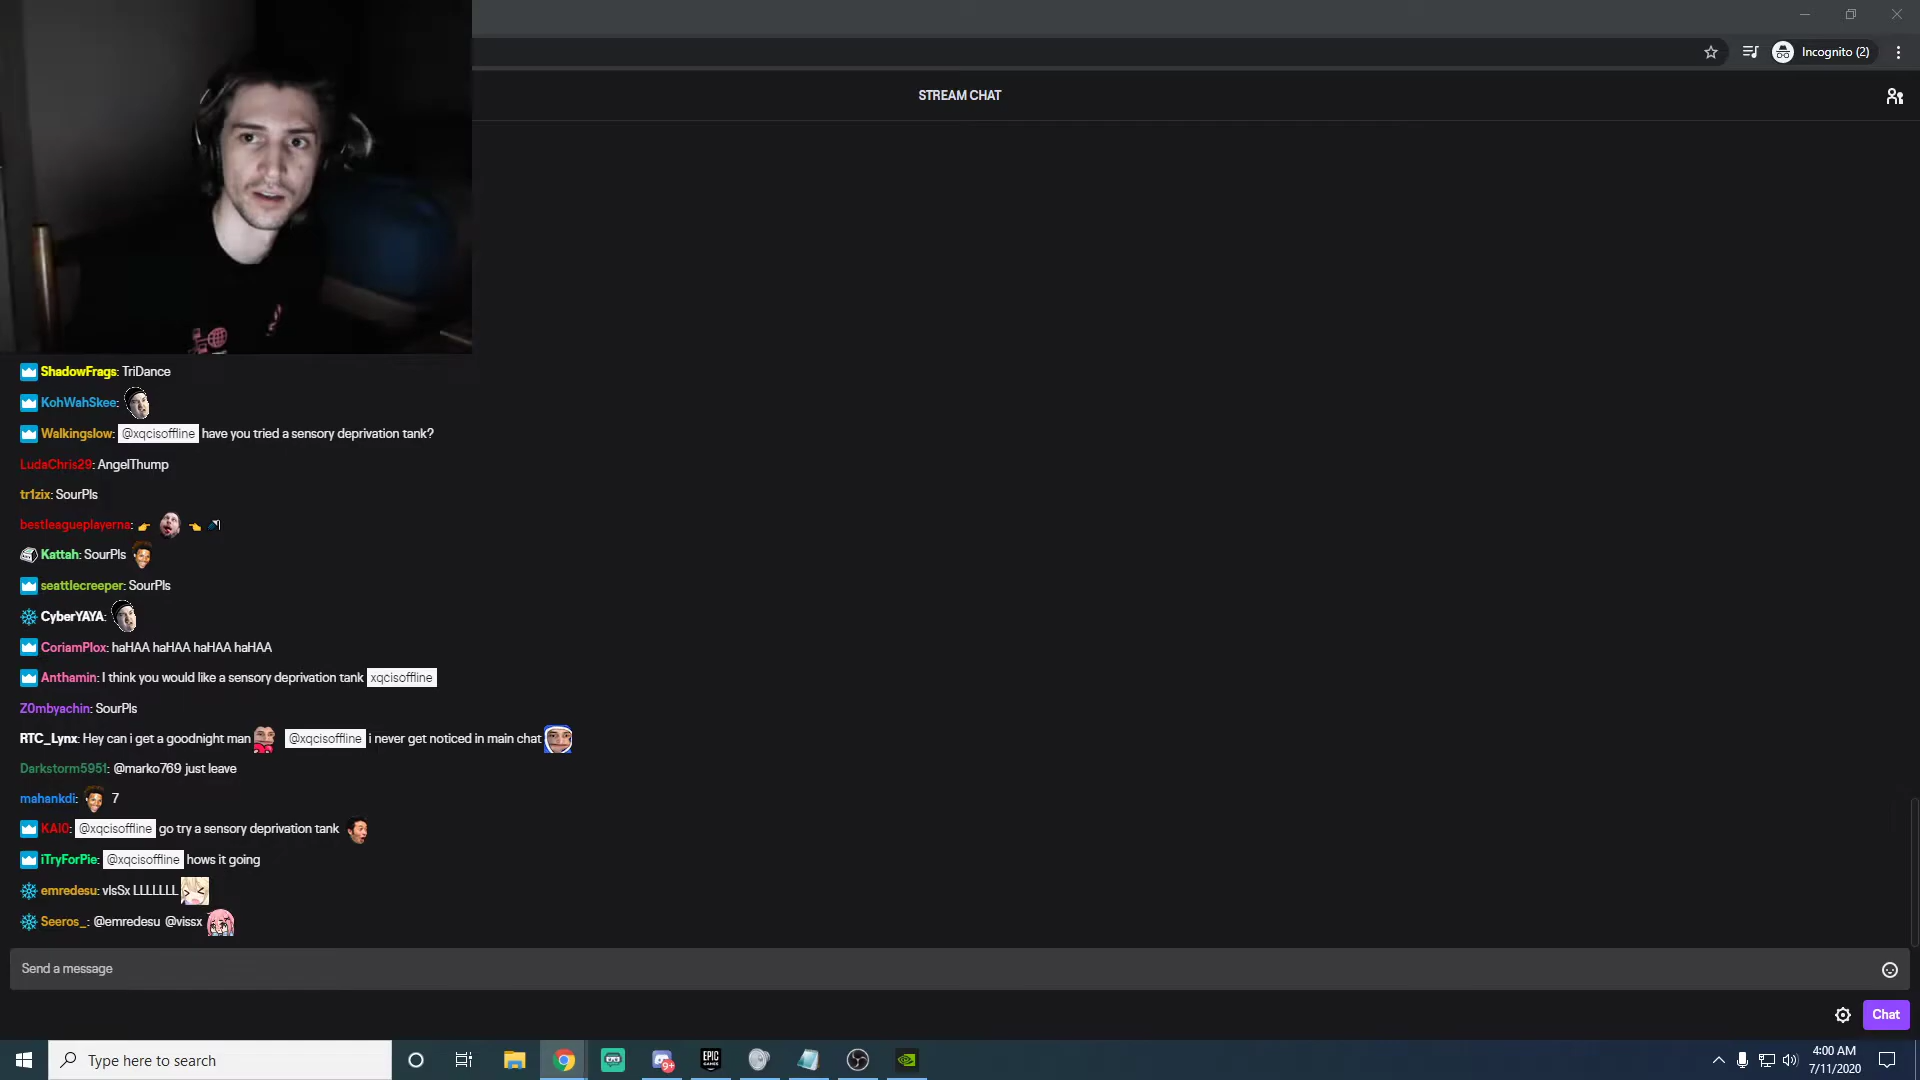 Incognito (2)
STREAM CHAT
ShadowFrags: TriDance
KohWahSkee:
Walkingslow: @xqcisoffline have you tried a sensory deprivation tank?
LudaChris29: AngelThump
tr1zix: SourPls
bestleagueplayerna:
Kattah: SourPls
seattlecreeper: SourPls
CyberYAYA:
CoriamPlox: haHAA haHAA haHAA haHAA
Anthamin: I think you would like a sensory deprivation tank xqcisoffline
Z0mbyachin: SourPls
RTC_Lynx: Hey can i get a goodnight man @xqcisoffline i never get noticed in main chat
Darkstorm5951: @marko769 just leave
mahankdi: 7
KAI0: @xqcisoffline go try a sensory deprivation tank
iTryForPie: @xqcisoffline hows it going
emredesu: vIsSx LLLLLLL
Seeros_: @emredesu @vissx
Send a message
Chat
Type here to search
9+
EPIC
GAMES
4:00 AM
7/11/2020